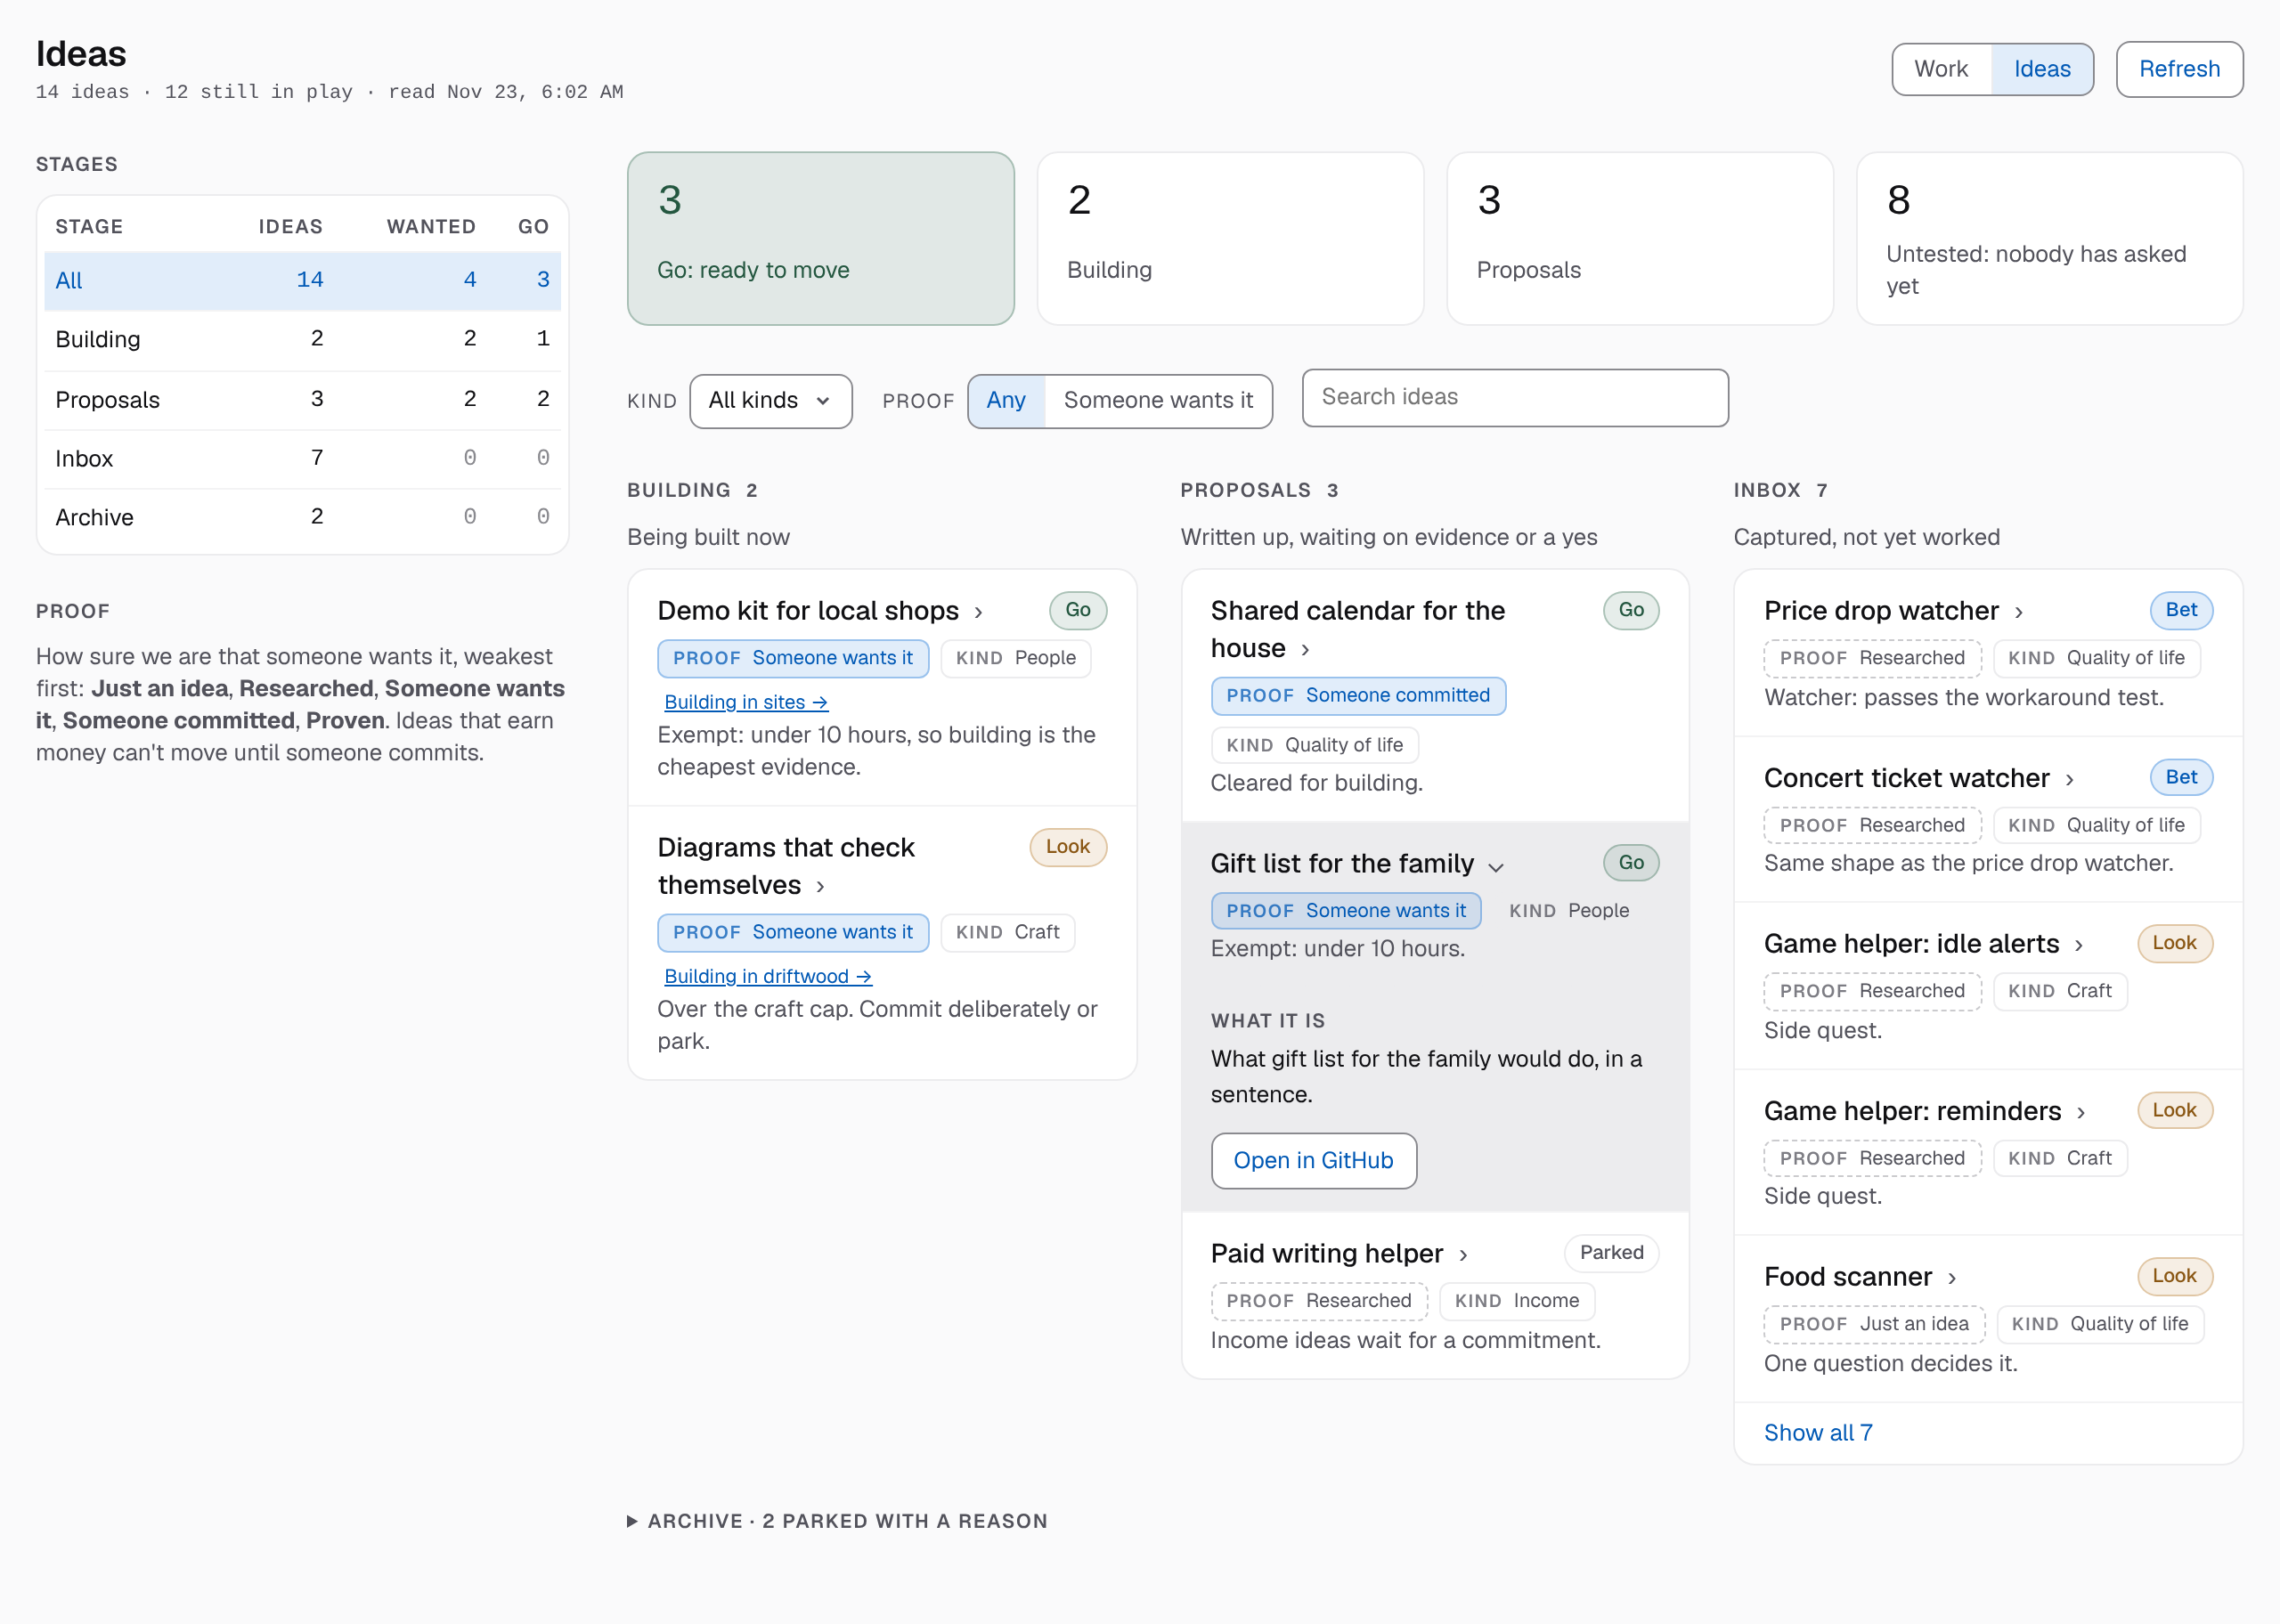 Ideas
14 ideas · 12 still in play · read Nov 23, 6:02 AM
Work
Ideas
Refresh
STAGES
STAGE IDEAS WANTED GO
All 14 4 3
Building 2 2 1
Proposals 3 2 2
Inbox 7 0 0
Archive 2 0 0
PROOF
How sure we are that someone wants it, weakest
first: Just an idea, Researched, Someone wants
it, Someone committed, Proven. Ideas that earn
money can't move until someone commits.
3
Go: ready to move
2
Building
3
Proposals
8
Untested: nobody has asked
yet
KIND All kinds PROOF Any Someone wants it Search ideas
BUILDING 2
Being built now
Demo kit for local shops › Go
PROOF Someone wants it KIND People
Building in sites →
Exempt: under 10 hours, so building is the
cheapest evidence.
Diagrams that check
themselves › Look
PROOF Someone wants it KIND Craft
Building in driftwood →
Over the craft cap. Commit deliberately or
park.
PROPOSALS 3
Written up, waiting on evidence or a yes
Shared calendar for the
house › Go
PROOF Someone committed
KIND Quality of life
Cleared for building.
Gift list for the family Go
PROOF Someone wants it KIND People
Exempt: under 10 hours.
WHAT IT IS
What gift list for the family would do, in a
sentence.
Open in GitHub
Paid writing helper › Parked
PROOF Researched KIND Income
Income ideas wait for a commitment.
INBOX 7
Captured, not yet worked
Price drop watcher › Bet
PROOF Researched KIND Quality of life
Watcher: passes the workaround test.
Concert ticket watcher › Bet
PROOF Researched KIND Quality of life
Same shape as the price drop watcher.
Game helper: idle alerts › Look
PROOF Researched KIND Craft
Side quest.
Game helper: reminders › Look
PROOF Researched KIND Craft
Side quest.
Food scanner › Look
PROOF Just an idea KIND Quality of life
One question decides it.
Show all 7
▶ ARCHIVE · 2 PARKED WITH A REASON